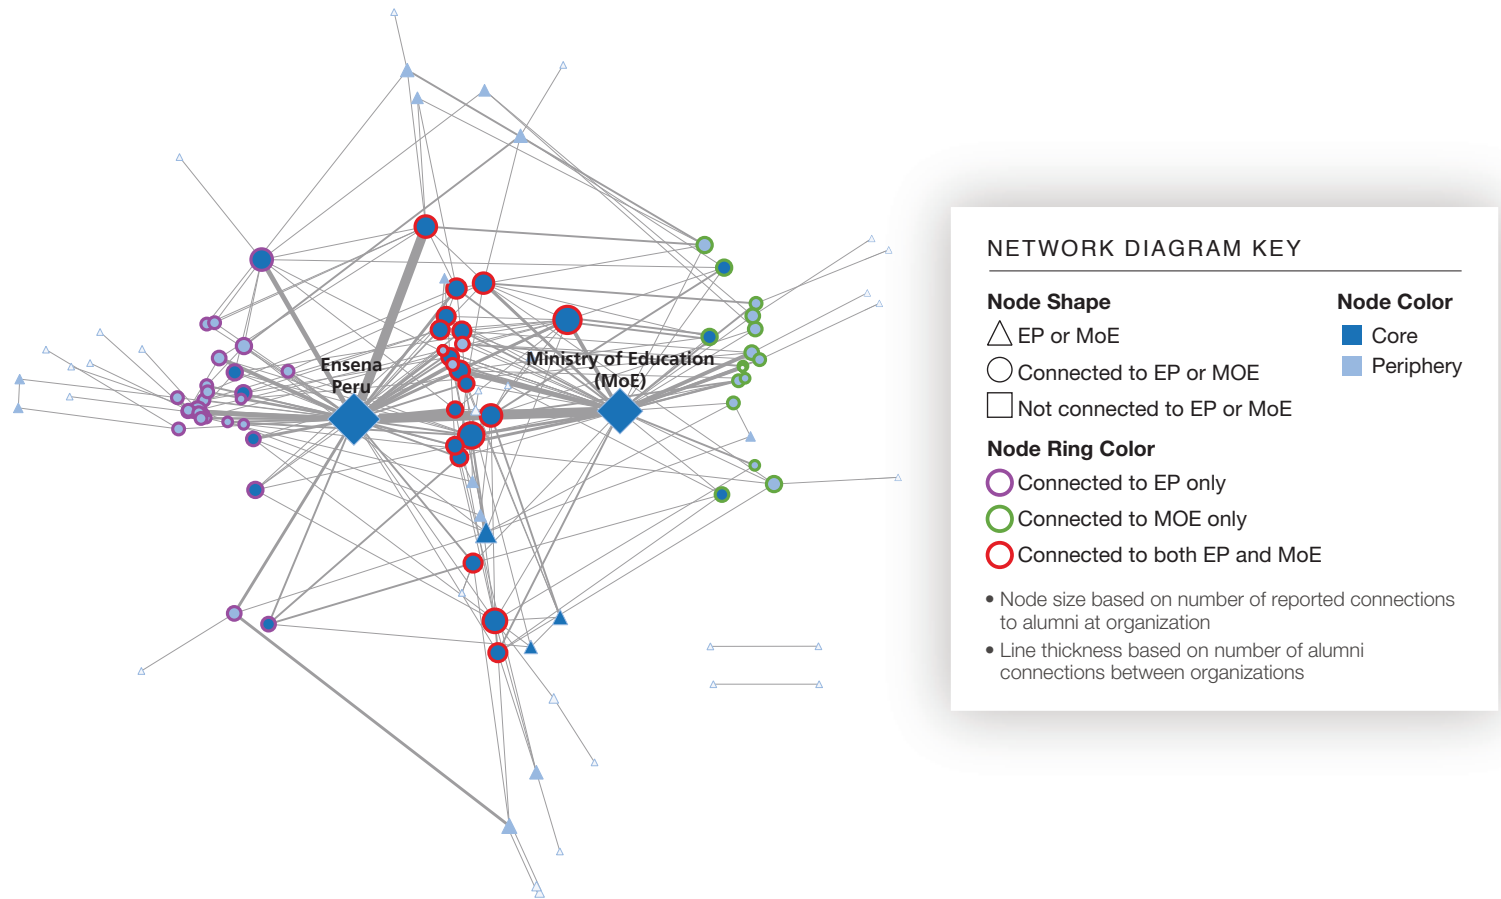 Ensena
Peru
Ministry of Education
(MoE)
NETWORK DIAGRAM KEY
Node Shape
EP or MoE
Connected to EP or MOE
Not connected to EP or MoE
Node Ring Color
Connected to EP only
Connected to MOE only
Connected to both EP and MoE
• Node size based on number of reported connections
to alumni at organization
• Line thickness based on number of alumni
connections between organizations
Node Color
Core
Periphery